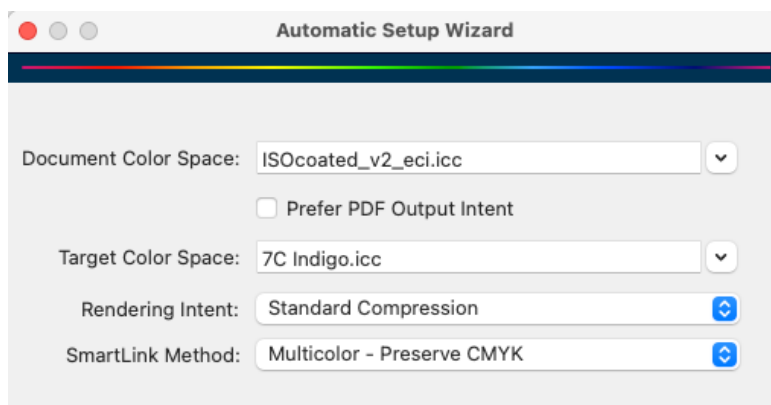 Automatic Setup Wizard
Document Color Space: ISOcoated_v2_eci.icc
Prefer PDF Output Intent
Target Color Space: 7C Indigo.icc
Rendering Intent: Standard Compression
SmartLink Method: Multicolor - Preserve CMYK